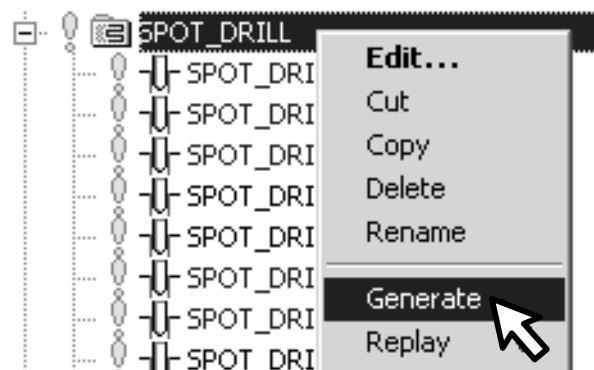 SPOT_DRILL
SPOT_DRI
SPOT_DRI
SPOT_DRI
SPOT_DRI
SPOT_DRI
SPOT_DRI
SPOT_DRI
SPOT_DRI
Edit...
Cut
Copy
Delete
Rename
Generate
Replay